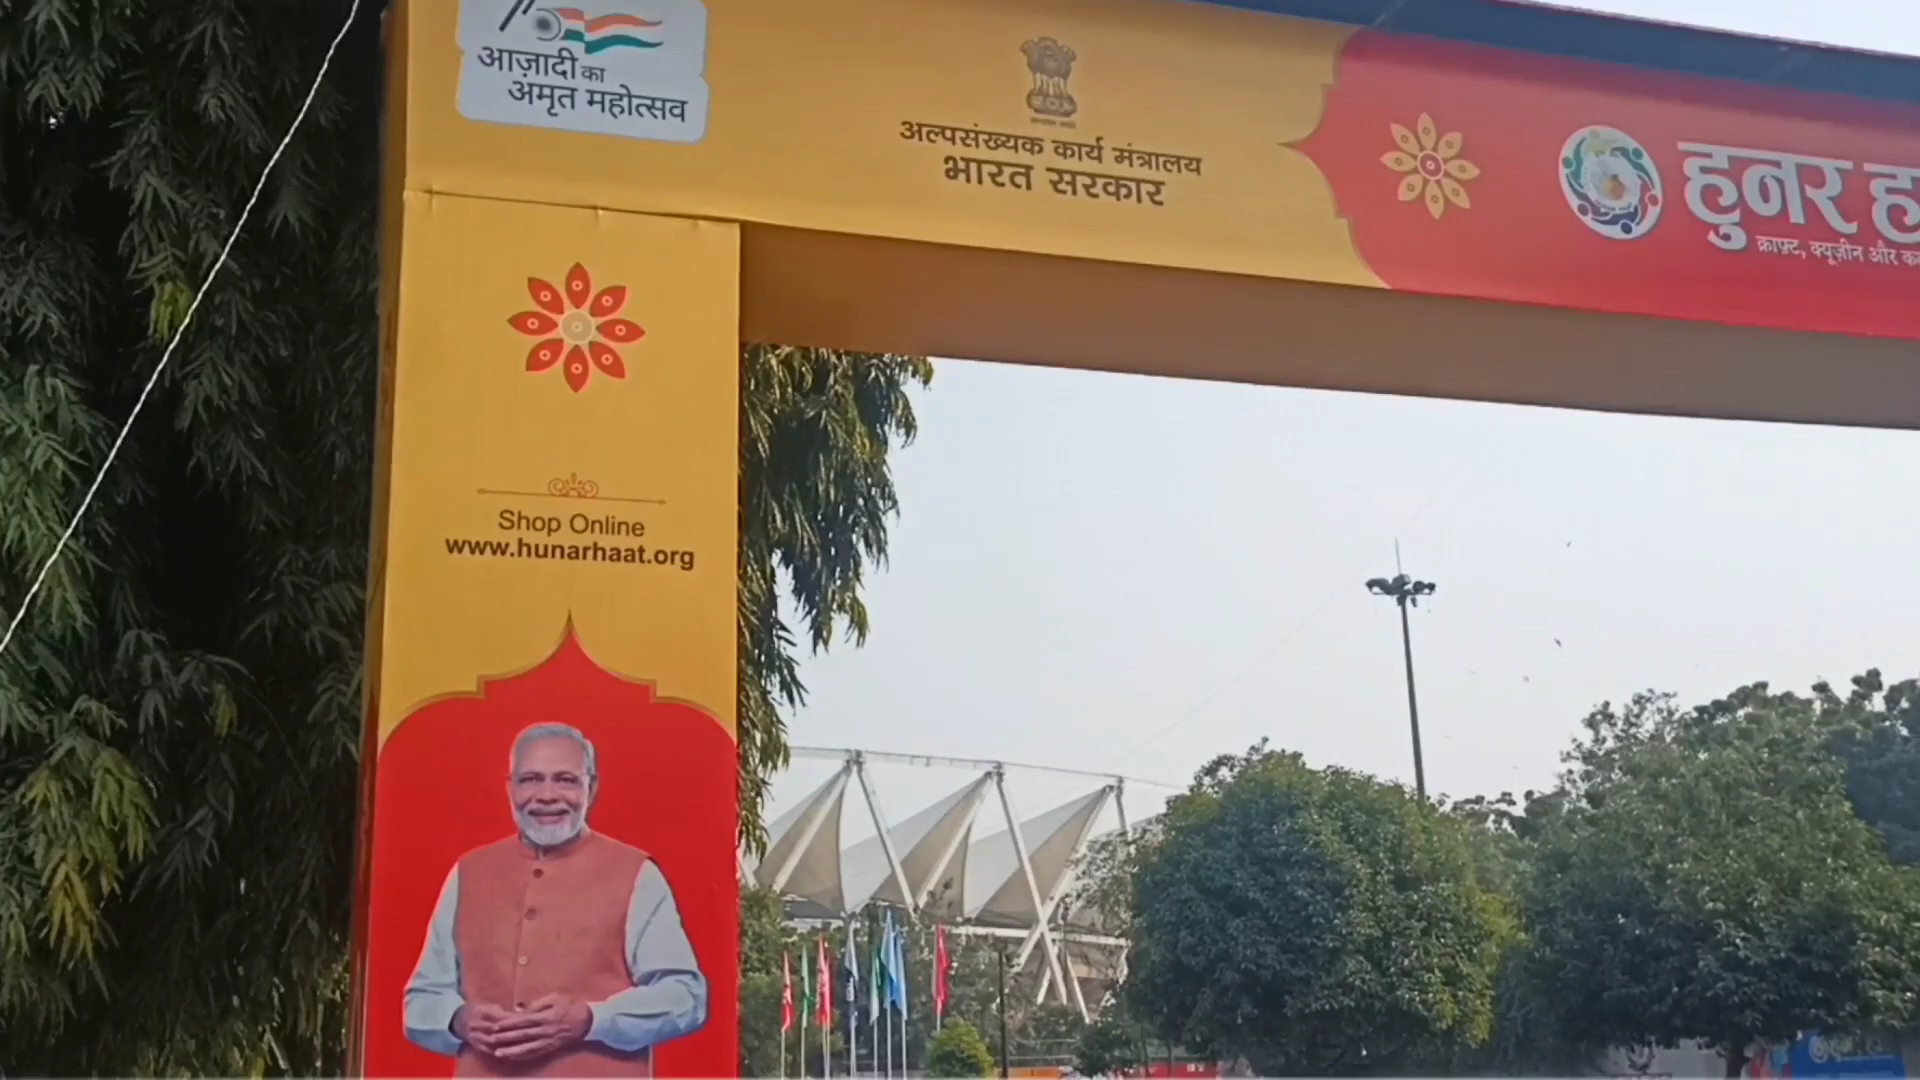 आज़ादी का
अमृत महोत्सव
अल्पसंख्यक कार्य मंत्रालय
भारत सरकार
हुनर
क्राफ़्ट, क्यूज़ीन और
Shop Online
www.hunarhaat.org